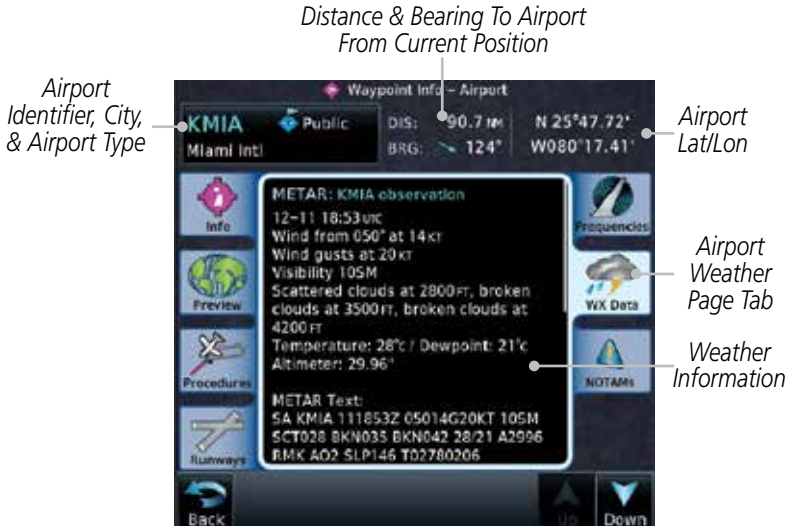 Distance & Bearing To Airport
From Current Position
Airport
Identifier, City,
& Airport Type
Waypoint Info – Airport
KMIA Public
Miami Intl
DIS: 90.7 NM
BRG: 124°
N 25°47.72'
W080°17.41'
Airport
Lat/Lon
Info
Preview
Procedures
Runways
METAR: KMIA observation
12-11 18:53 UTC
Wind from 050° at 14 KT
Wind gusts at 20 KT
Visibility 10SM
Scattered clouds at 2800 FT, broken
clouds at 3500 FT, broken clouds at
4200 FT
Temperature: 28°C / Dewpoint: 21°C
Altimeter: 29.96"
METAR Text:
SA KMIA 111853Z 05014G20KT 10SM
SCT028 BKN035 BKN042 28/21 A2996
RMK AO2 SLP146 T02780206
Frequencies
WX Data
NOTAMs
Airport
Weather
Page Tab
Weather
Information
Back
Up
Down